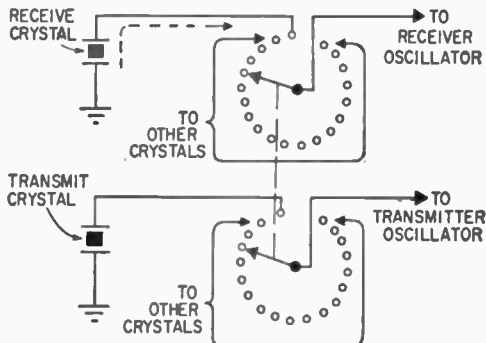 RECEIVE
CRYSTAL
TO
RECEIVER
OSCILLATOR
TO
OTHER
CRYSTALS
TRANSMIT
CRYSTAL
TO
TRANSMITTER
OSCILLATOR
TO
OTHER
CRYSTALS